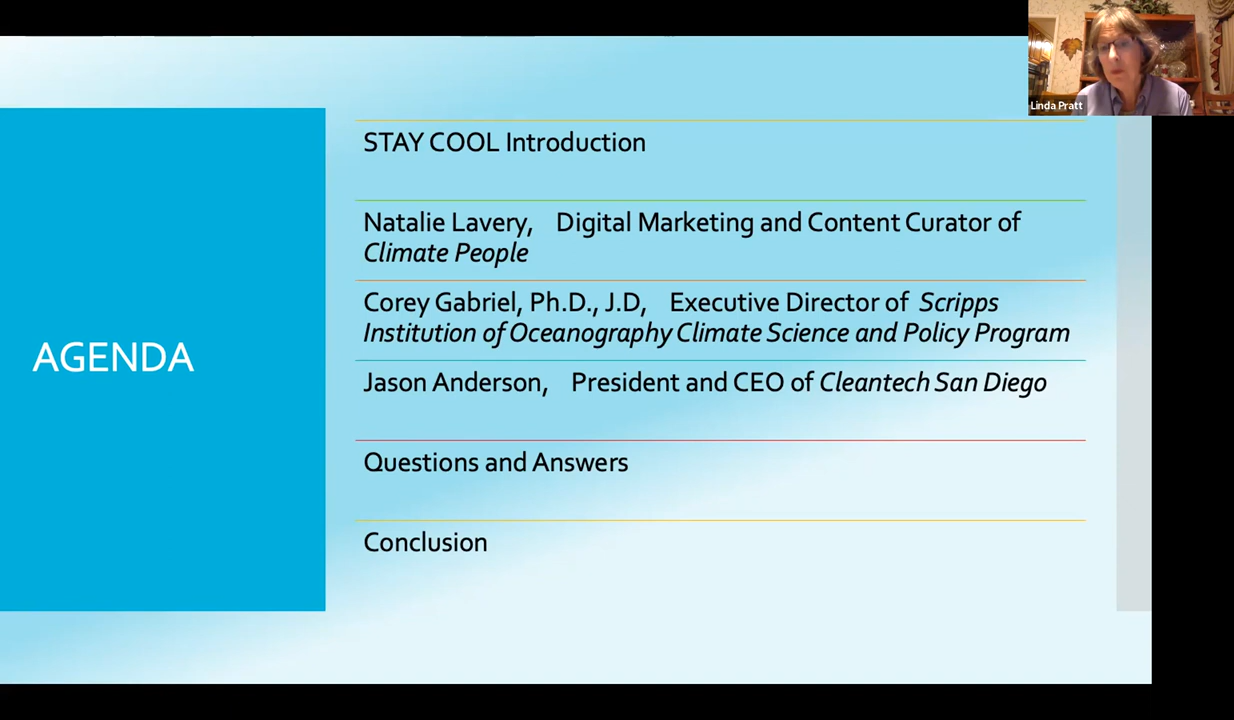 Linda Pratt
STAY COOL Introduction
Natalie Lavery, Digital Marketing and Content Curator of
Climate People
Corey Gabriel, Ph.D., J.D, Executive Director of Scripps
Institution of Oceanography Climate Science and Policy Program
AGENDA
Jason Anderson, President and CEO of Cleantech San Diego
Questions and Answers
Conclusion